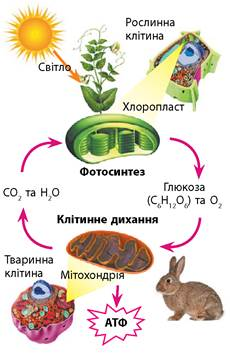 Рослинна
клітина
Світло
Хлоропласт
Фотосинтез
CO₂ та H₂O
Глюкоза
(C₆H₁₂O₆) та O₂
Клітинне дихання
Тваринна
клітина
Мітохондрія
АТФ